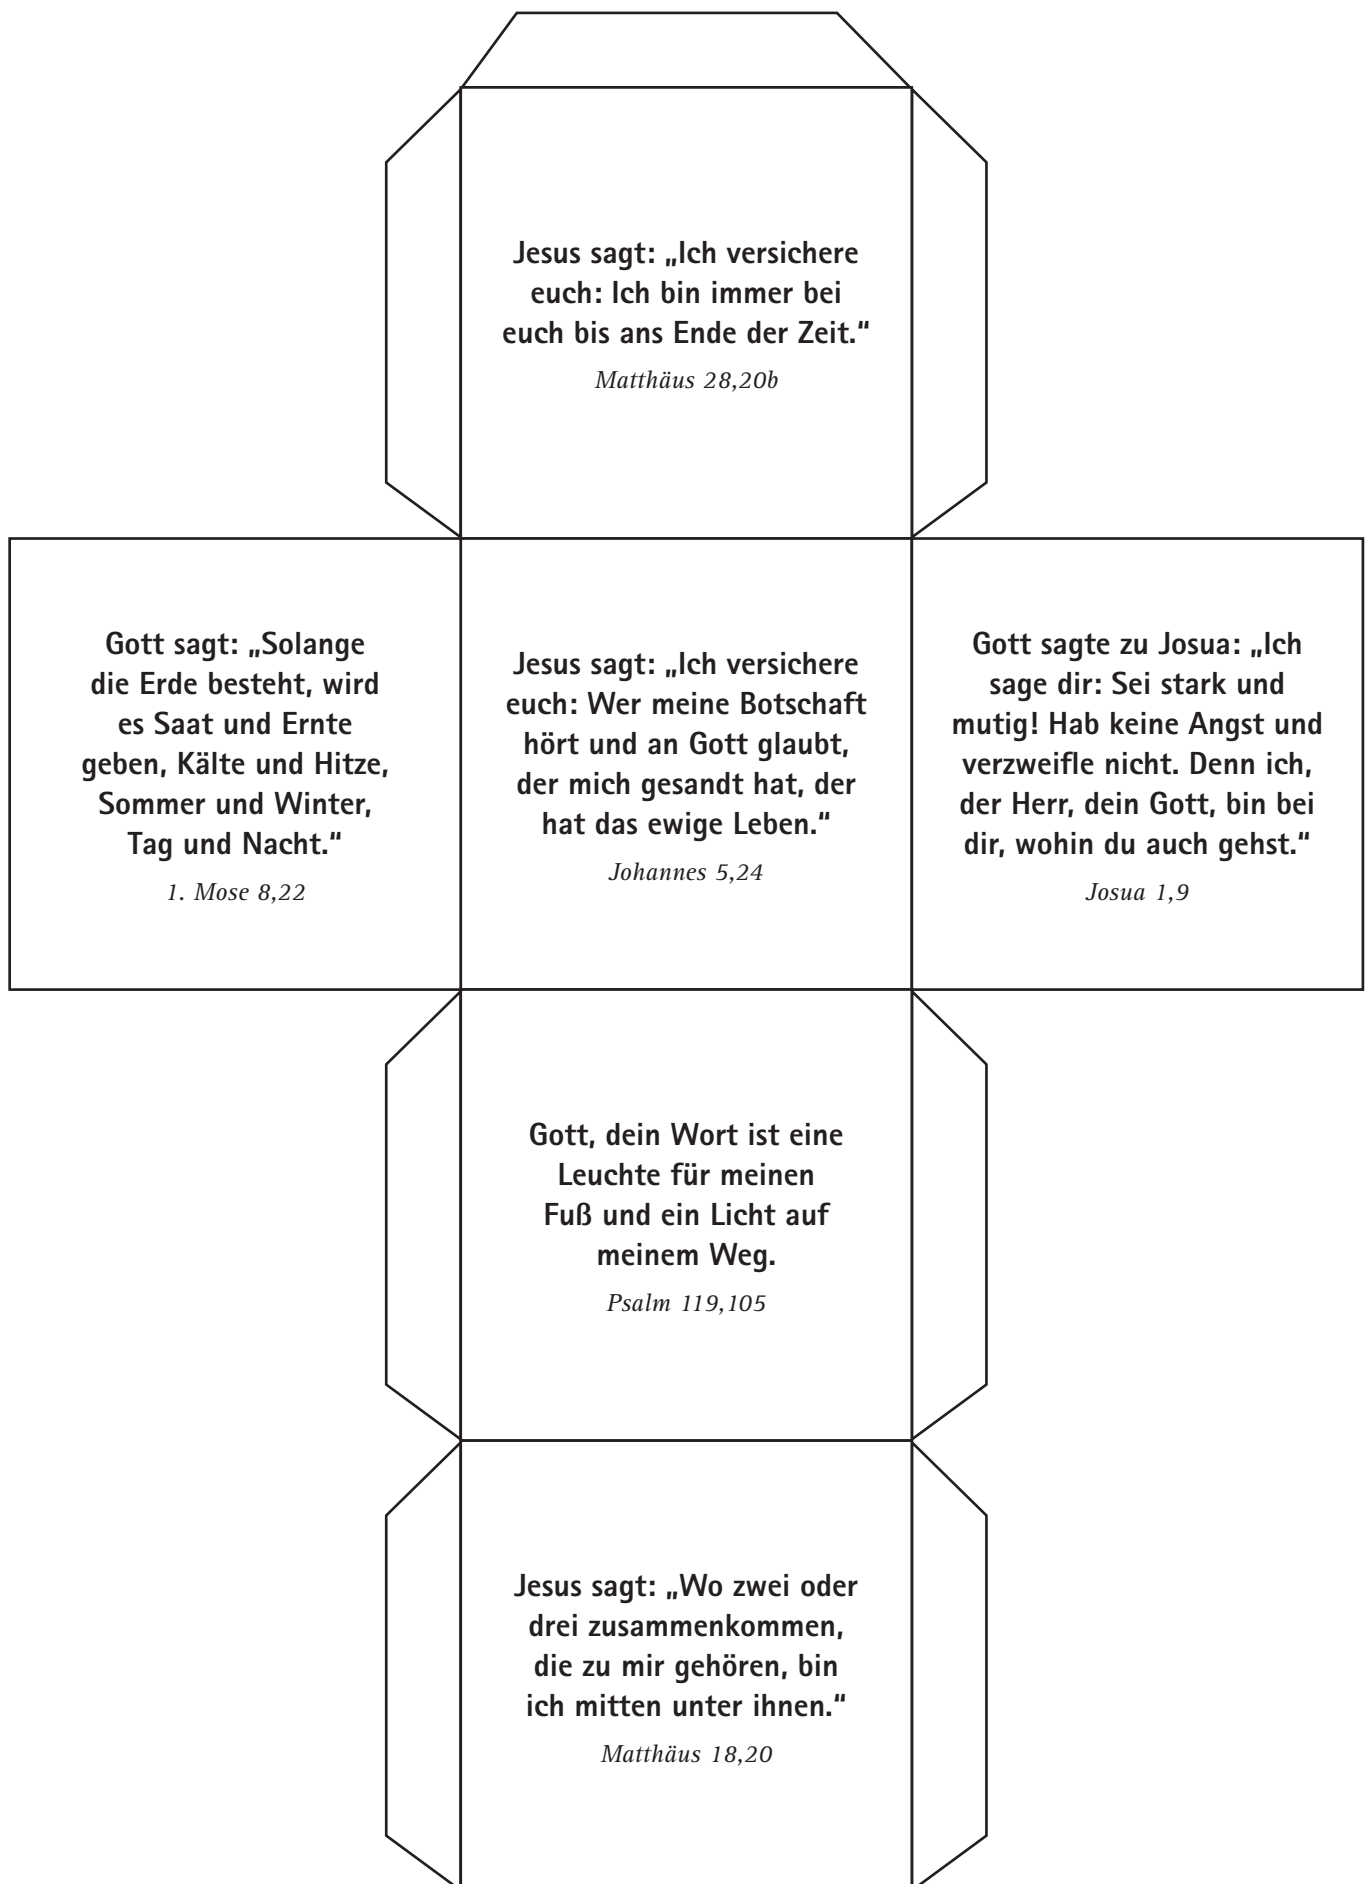 Jesus sagt: „Ich versichere
euch: Ich bin immer bei
euch bis ans Ende der Zeit.“
Matthäus 28,20b
Gott sagt: „Solange
die Erde besteht, wird
es Saat und Ernte
geben, Kälte und Hitze,
Sommer und Winter,
Tag und Nacht.“
1. Mose 8,22
Jesus sagt: „Ich versichere
euch: Wer meine Botschaft
hört und an Gott glaubt,
der mich gesandt hat, der
hat das ewige Leben.“
Johannes 5,24
Gott sagte zu Josua: „Ich
sage dir: Sei stark und
mutig! Hab keine Angst und
verzweifle nicht. Denn ich,
der Herr, dein Gott, bin bei
dir, wohin du auch gehst.“
Josua 1,9
Gott, dein Wort ist eine
Leuchte für meinen
Fuß und ein Licht auf
meinem Weg.
Psalm 119,105
Jesus sagt: „Wo zwei oder
drei zusammenkommen,
die zu mir gehören, bin
ich mitten unter ihnen.“
Matthäus 18,20